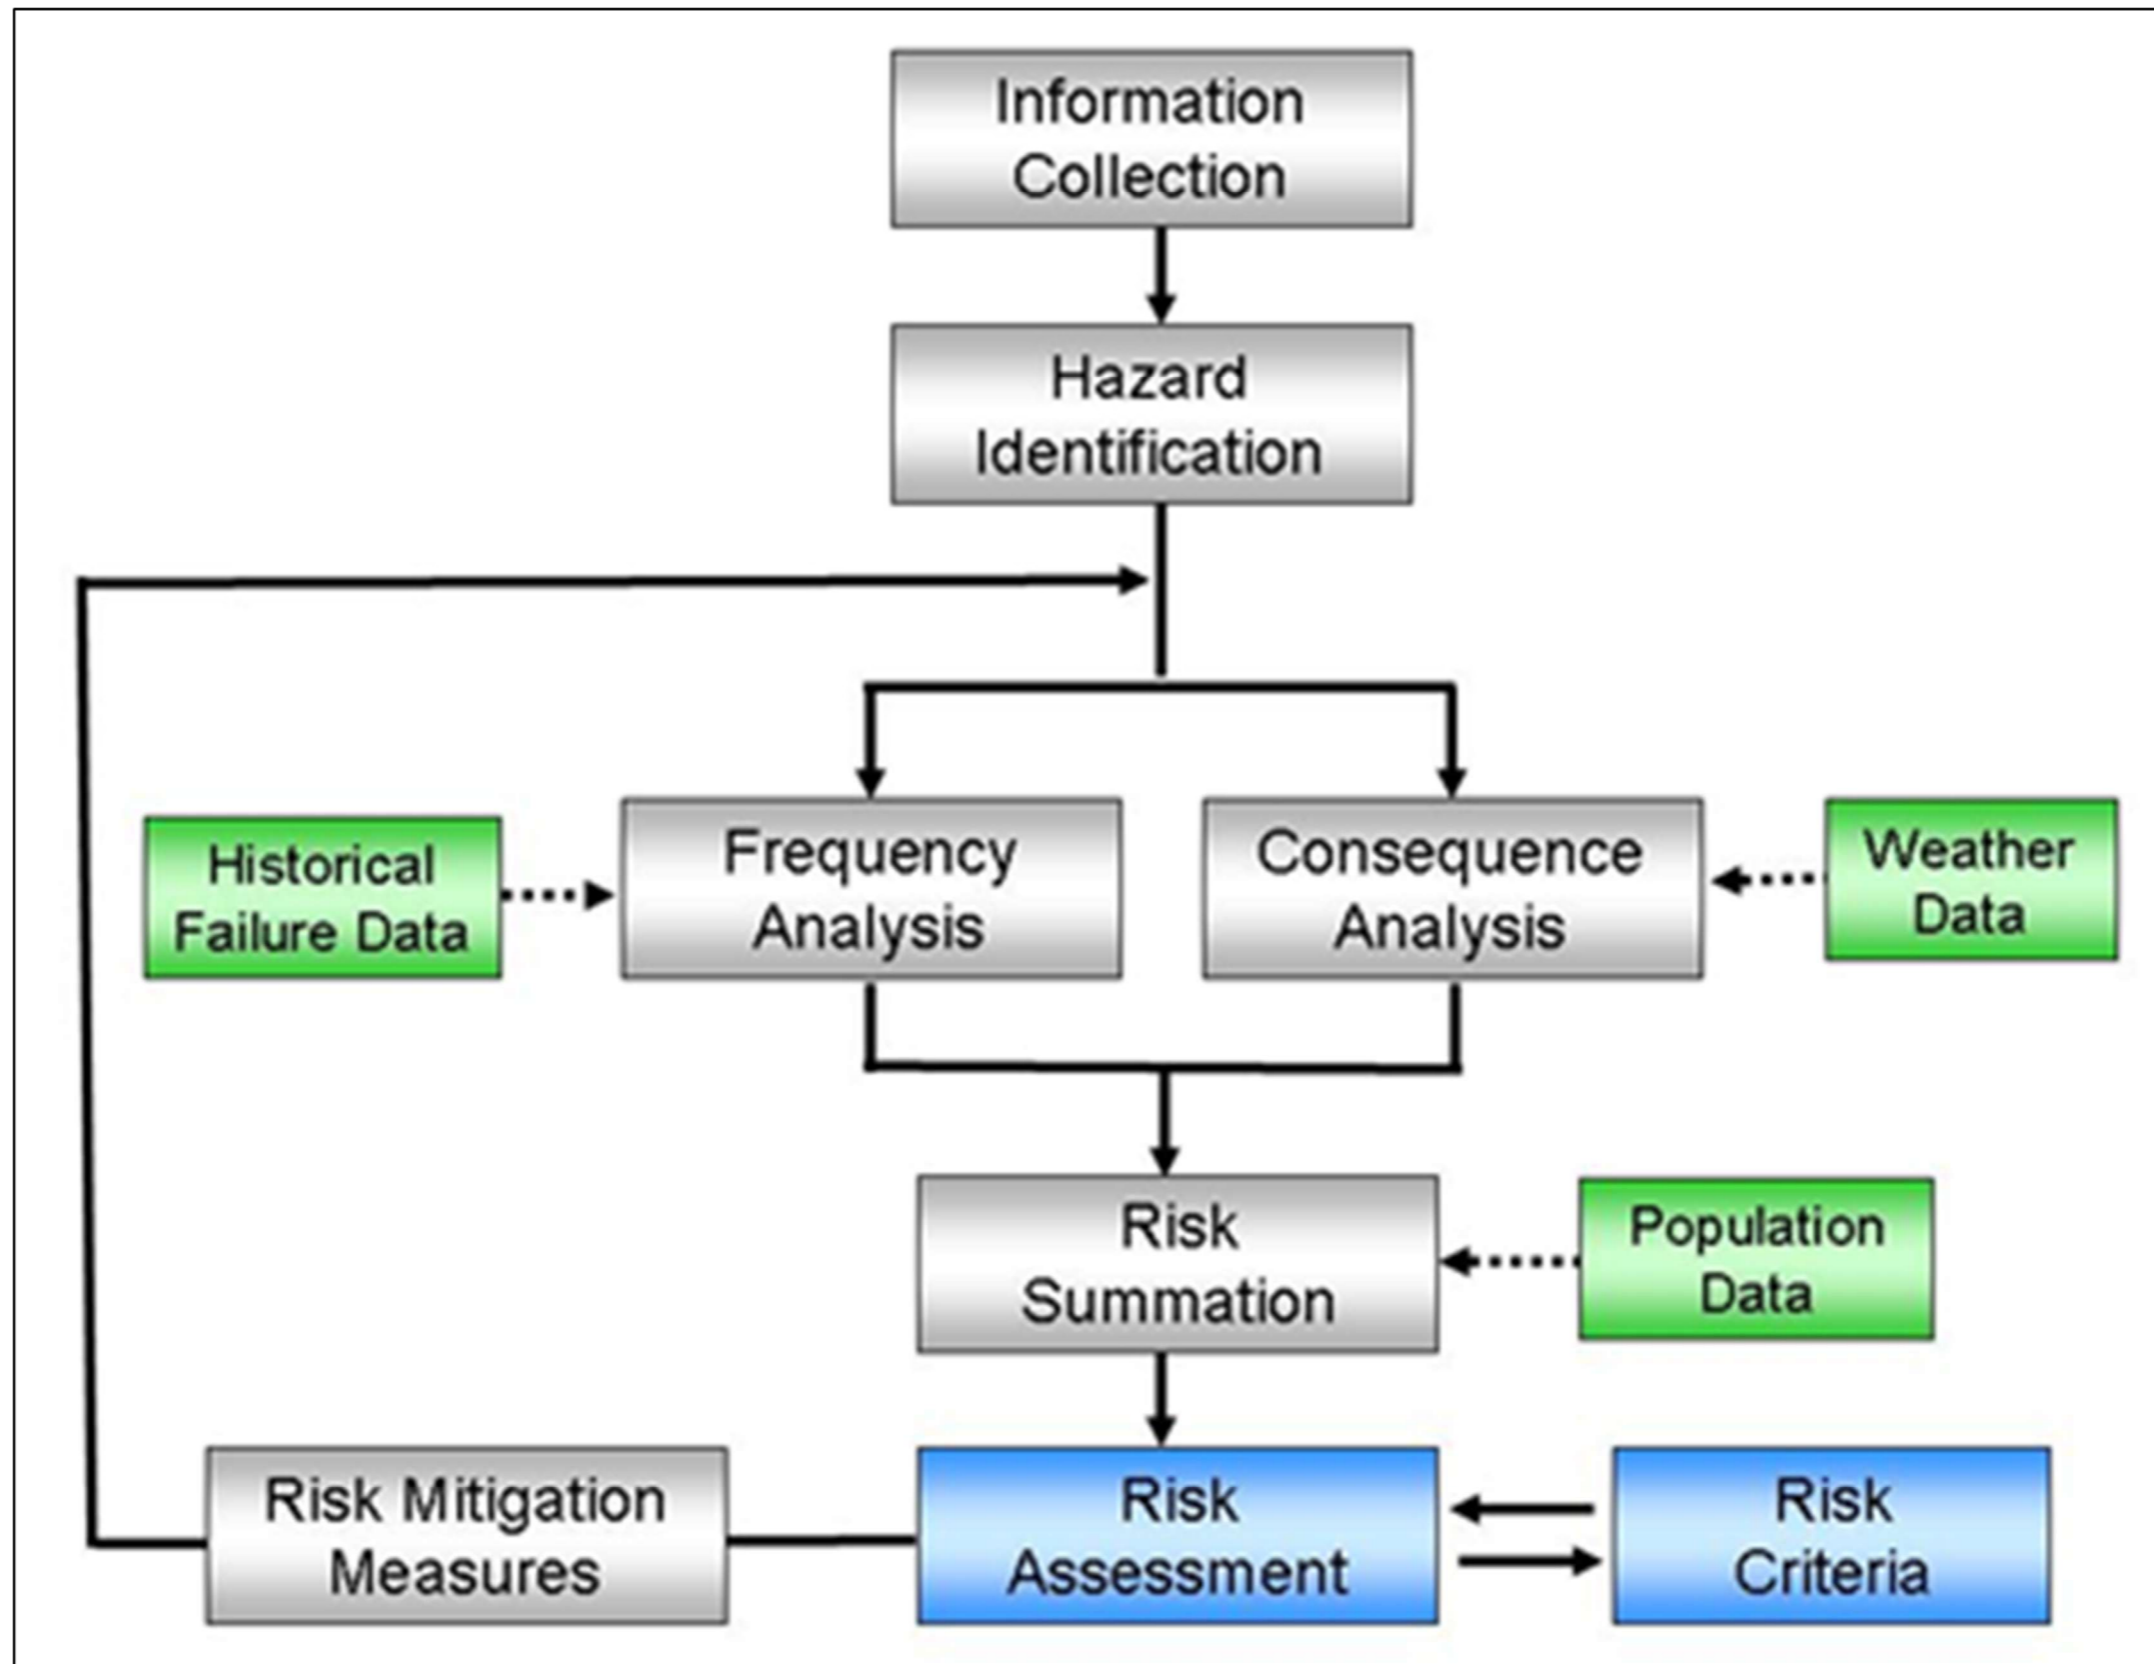 Information
Collection
Hazard
Identification
Historical
Failure Data
Frequency
Analysis
Consequence
Analysis
Weather
Data
Risk
Summation
Population
Data
Risk Mitigation
Measures
Risk
Assessment
Risk
Criteria